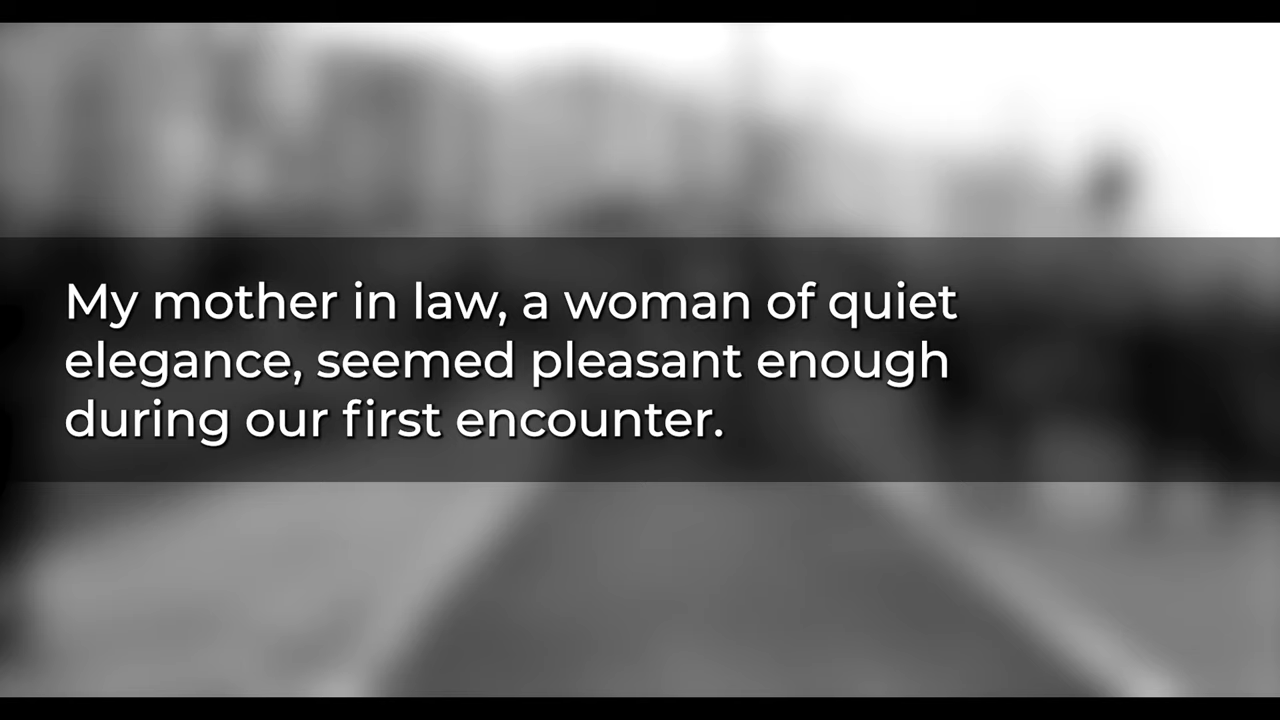 My mother in law, a woman of quiet
elegance, seemed pleasant enough
during our first encounter.